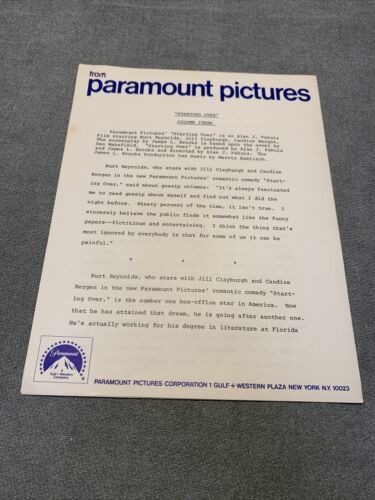 from
paramount pictures
"STARTING OVER"
COLUMN ITEMS
Paramount Pictures' "Starting Over" is an Alan J. Pakula
Film starring Burt Reynolds, Jill Clayburgh, Candice Bergen.
The screenplay by James L. Brooks is based upon the novel by
Dan Wakefield. "Starting Over" is produced by Alan J. Pakula
and James L. Brooks and directed by Alan J. Pakula. The
James L. Brooks Production has music by Marvin Hamlisch.
Burt Reynolds, who stars with Jill Clayburgh and Candice
Bergen in the new Paramount Pictures' romantic comedy "Start-
ing Over," said about gossip columns: "It's always fascinated
me to read gossip about myself and find out what I did the
night before. Ninety percent of the time, it isn't true. I
sincerely believe the public finds it somewhat like the funny
papers--fictitious and entertaining. I think the thing that's
most ignored by everybody is that for some of us it can be
painful."
* * *
Burt Reynolds, who stars with Jill Clayburgh and Candice
Bergen in the new Paramount Pictures' romantic comedy "Start-
ing Over," is the number one box-office star in America. Now
that he has attained that dream, he is going after another one.
He's actually working for his degree in literature at Florida
Paramount
A Gulf+Western
Company
PARAMOUNT PICTURES CORPORATION 1 GULF + WESTERN PLAZA NEW YORK N.Y. 10023